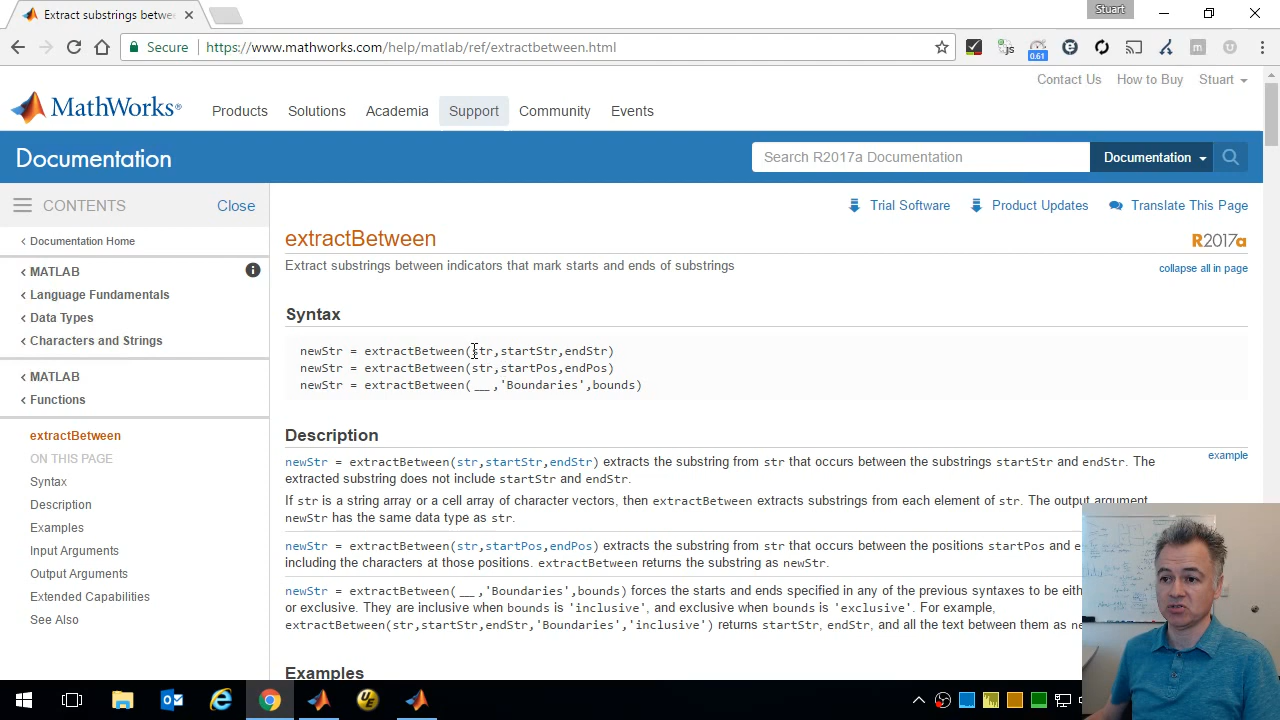 Extract substrings betwee
Stuart
Secure
https://www.mathworks.com/help/matlab/ref/extractbetween.html
js
0.61
m
Contact Us
How to Buy
Stuart
MathWorks®
Products
Solutions
Academia
Community
Support
Events
Documentation
Search R2017a Documentation
Documentation
CONTENTS
Close
Trial Software
Product Updates
Translate This Page
Documentation Home
MATLAB
Language Fundamentals
Data Types
Characters and Strings
MATLAB
Functions
extractBetween
ON THIS PAGE
Syntax
Description
Examples
Input Arguments
Output Arguments
Extended Capabilities
See Also
extractBetween
R2017a
Extract substrings between indicators that mark starts and ends of substrings
collapse all in page
Syntax
newStr = extractBetween(str,startStr,endStr)
newStr = extractBetween(str,startPos,endPos)
newStr = extractBetween(__,'Boundaries',bounds)
Description
newStr = extractBetween(str,startStr,endStr) extracts the substring from str that occurs between the substrings startStr and endStr. The
extracted substring does not include startStr and endStr.
example
If str is a string array or a cell array of character vectors, then extractBetween extracts substrings from each element of str. The output argument
newStr has the same data type as str.
newStr = extractBetween(str,startPos,endPos) extracts the substring from str that occurs between the positions startPos and e
including the characters at those positions. extractBetween returns the substring as newStr.
newStr = extractBetween(__,'Boundaries',bounds) forces the starts and ends specified in any of the previous syntaxes to be eith
or exclusive. They are inclusive when bounds is 'inclusive', and exclusive when bounds is 'exclusive'. For example,
extractBetween(str,startStr,endStr,'Boundaries','inclusive') returns startStr, endStr, and all the text between them as ne
Examples